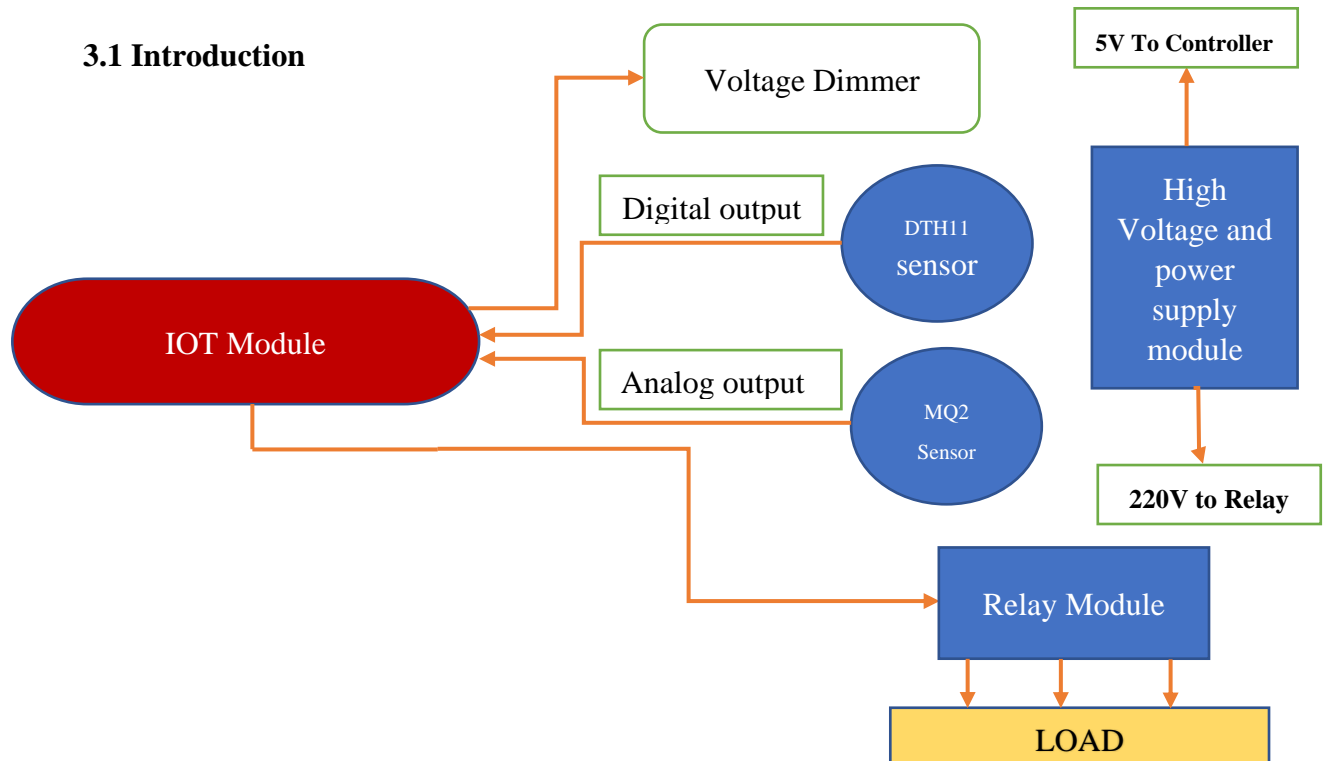 3.1 Introduction
Voltage Dimmer
5V To Controller
Digital output
DTH11
sensor
High
Voltage and
power
supply
module
IOT Module
Analog output
MQ2
Sensor
220V to Relay
Relay Module
LOAD